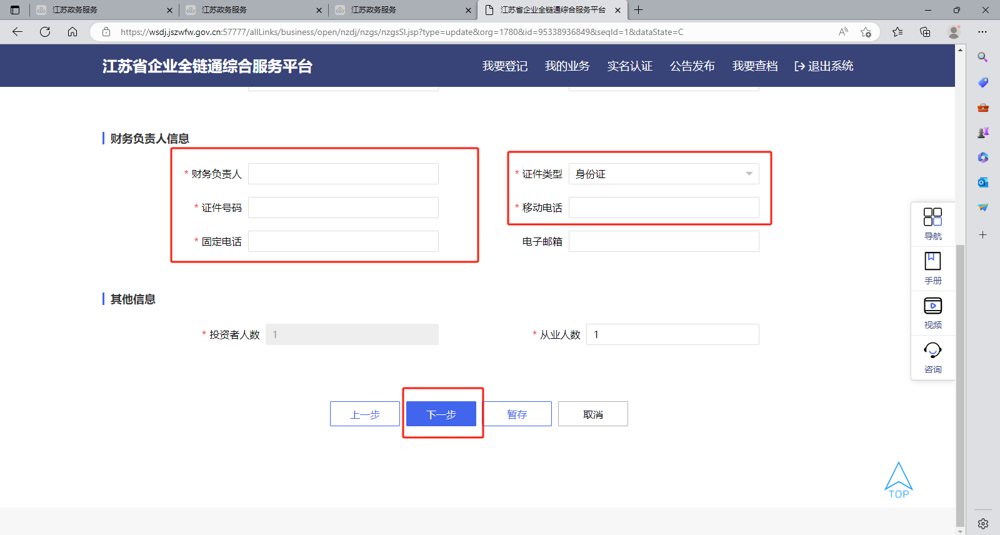 江苏政务服务
江苏政务服务
江苏政务服务
江苏省企业全链通综合服务平台
https://wsdj.jszwfw.gov.cn:57777/allLinks/business/open/nzdj/nzgs/nzgsSl.jsp?type=update&org=1780&id=95338936849&seqId=1&dataState=C
江苏省企业全链通综合服务平台
我要登记 我的业务 实名认证 公告发布 我要查档 退出系统
财务负责人信息
* 财务负责人
* 证件类型 身份证
* 证件号码
* 移动电话
* 固定电话
电子邮箱
其他信息
* 投资者人数 1
* 从业人数 1
上一步 下一步 暂存 取消
导航
手册
视频
咨询
TOP